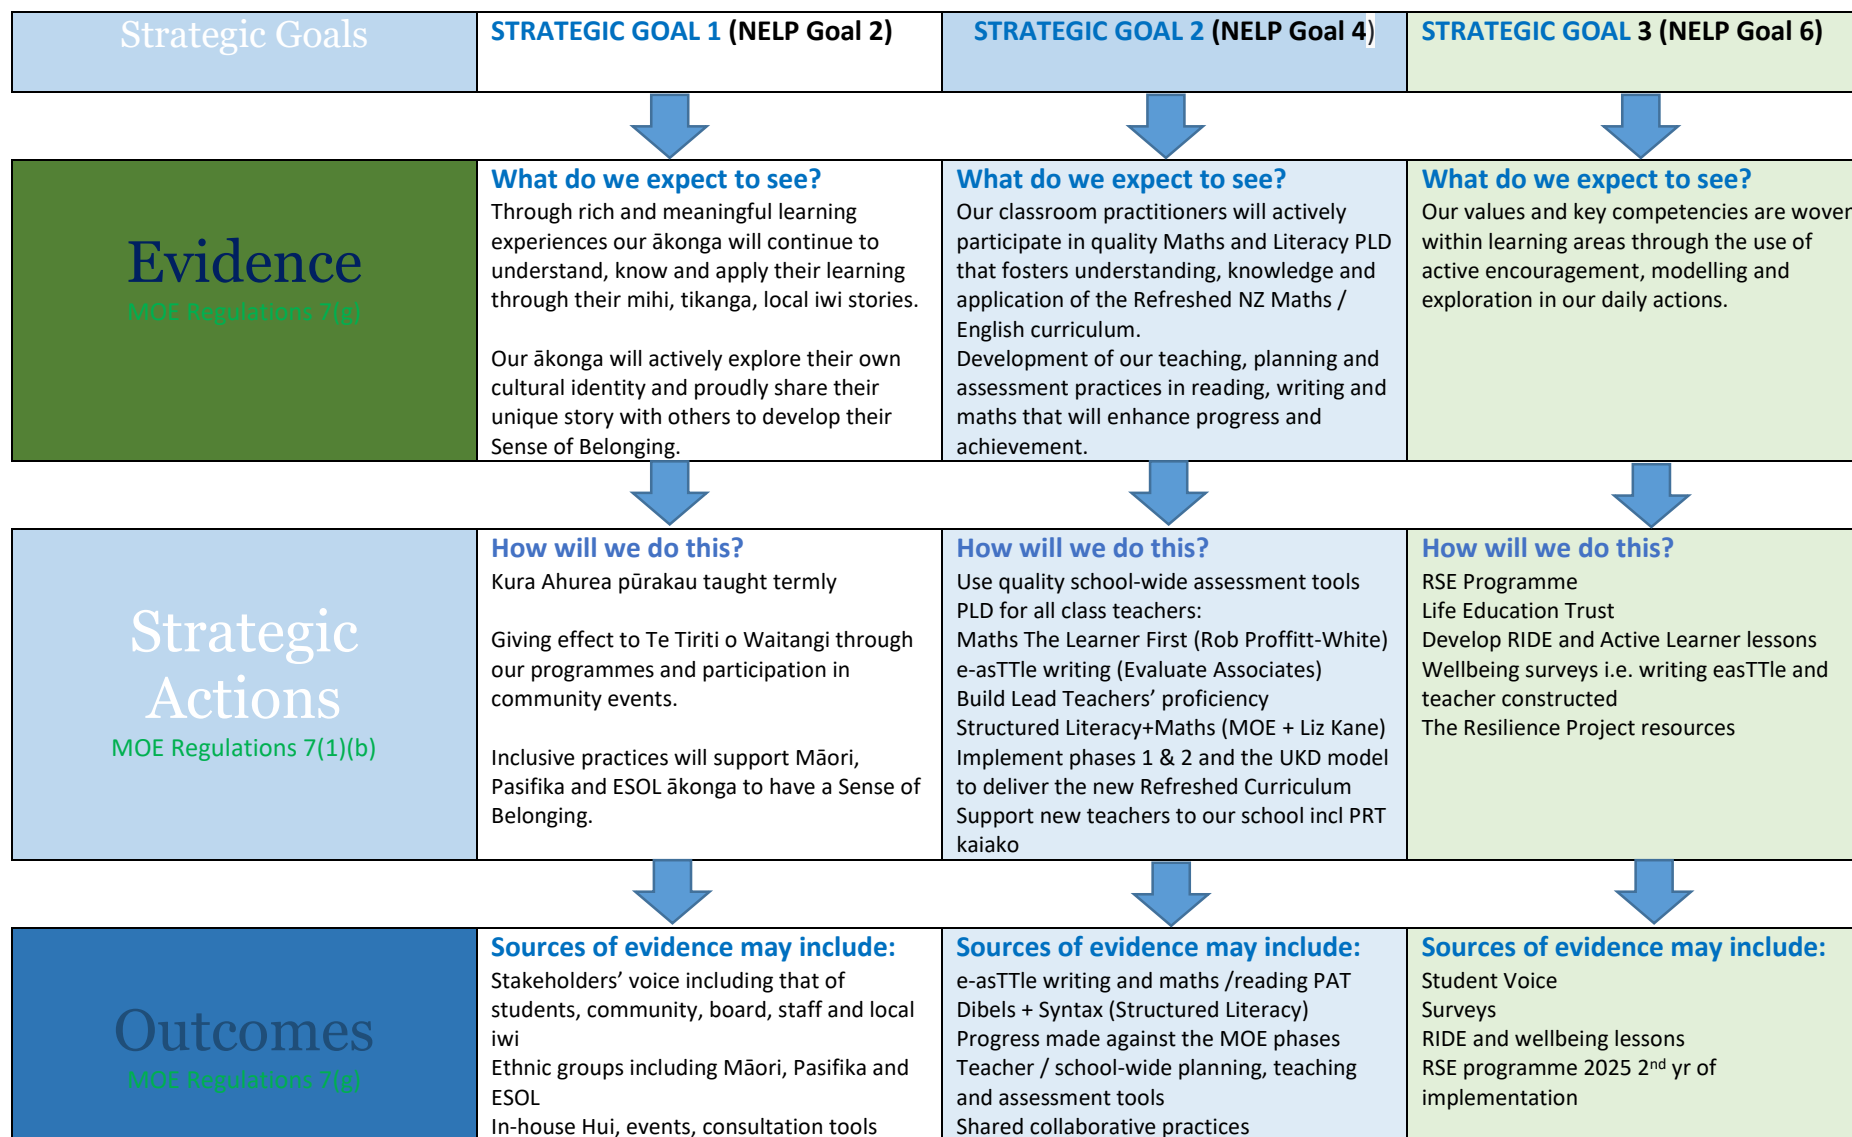 Strategic Goals
STRATEGIC GOAL 1 (NELP Goal 2)
STRATEGIC GOAL 2 (NELP Goal 4)
STRATEGIC GOAL 3 (NELP Goal 6)
Evidence
MOE Regulations 7(g)
What do we expect to see?
Through rich and meaningful learning
experiences our ākonga will continue to
understand, know and apply their learning
through their mihi, tikanga, local iwi stories.
Our ākonga will actively explore their own
cultural identity and proudly share their
unique story with others to develop their
Sense of Belonging.
What do we expect to see?
Our classroom practitioners will actively
participate in quality Maths and Literacy PLD
that fosters understanding, knowledge and
application of the Refreshed NZ Maths /
English curriculum.
Development of our teaching, planning and
assessment practices in reading, writing and
maths that will enhance progress and
achievement.
What do we expect to see?
Our values and key competencies are woven
within learning areas through the use of
active encouragement, modelling and
exploration in our daily actions.
Strategic
Actions
MOE Regulations 7(1)(b)
How will we do this?
Kura Ahurea pūrakau taught termly
Giving effect to Te Tiriti o Waitangi through
our programmes and participation in
community events.
Inclusive practices will support Māori,
Pasifika and ESOL ākonga to have a Sense of
Belonging.
How will we do this?
Use quality school-wide assessment tools
PLD for all class teachers:
Maths The Learner First (Rob Proffitt-White)
e-asTTle writing (Evaluate Associates)
Build Lead Teachers’ proficiency
Structured Literacy+Maths (MOE + Liz Kane)
Implement phases 1 & 2 and the UKD model
to deliver the new Refreshed Curriculum
Support new teachers to our school incl PRT
kaiako
How will we do this?
RSE Programme
Life Education Trust
Develop RIDE and Active Learner lessons
Wellbeing surveys i.e. writing easTTle and
teacher constructed
The Resilience Project resources
Outcomes
MOE Regulations 7(g)
Sources of evidence may include:
Stakeholders’ voice including that of
students, community, board, staff and local
iwi
Ethnic groups including Māori, Pasifika and
ESOL
In-house Hui, events, consultation tools
Sources of evidence may include:
e-asTTle writing and maths /reading PAT
Dibels + Syntax (Structured Literacy)
Progress made against the MOE phases
Teacher / school-wide planning, teaching
and assessment tools
Shared collaborative practices
Sources of evidence may include:
Student Voice
Surveys
RIDE and wellbeing lessons
RSE programme 2025 2nd yr of
implementation